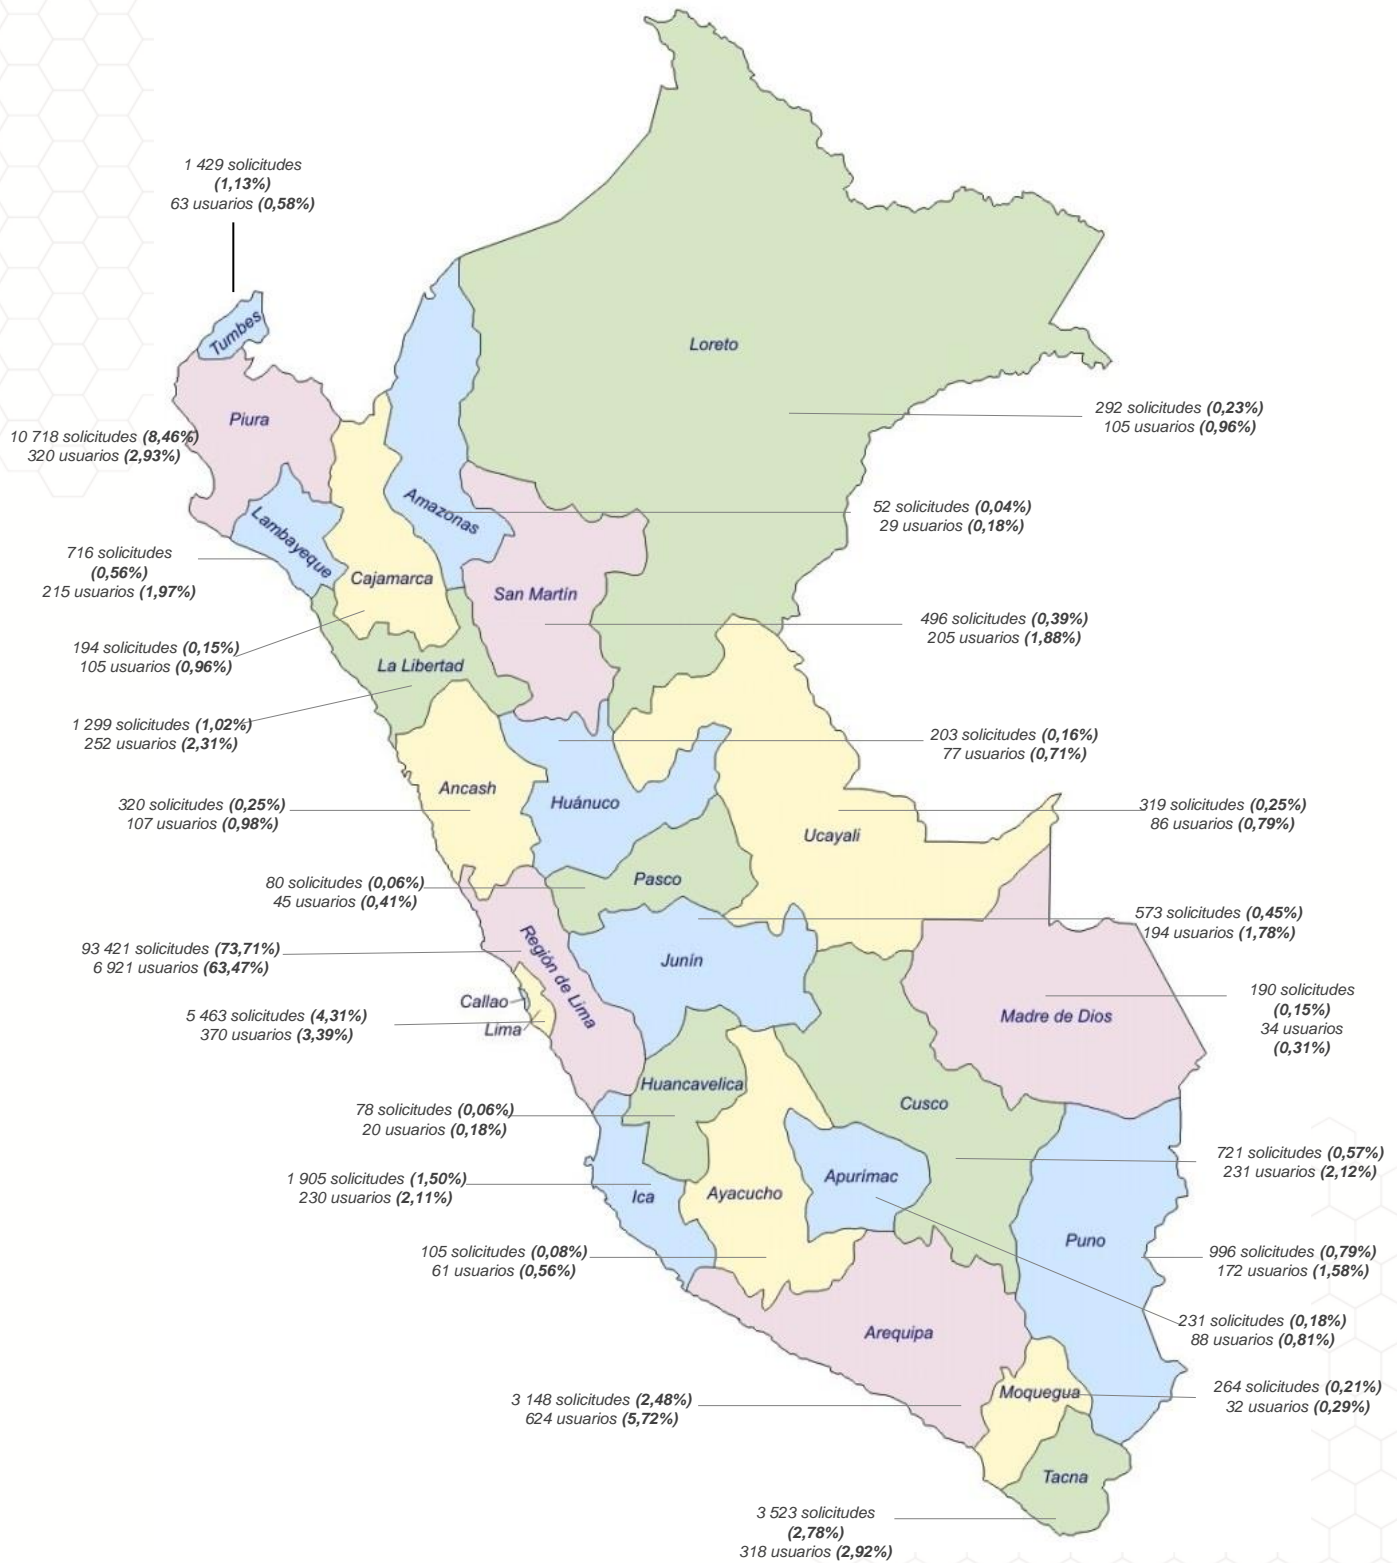 1 429 solicitudes
(1,13%)
63 usuarios (0,58%)
Tumbes
Loreto
Piura
10 718 solicitudes (8,46%)
320 usuarios (2,93%)
292 solicitudes (0,23%)
105 usuarios (0,96%)
Amazonas
52 solicitudes (0,04%)
29 usuarios (0,18%)
Lambayeque
716 solicitudes
(0,56%)
215 usuarios (1,97%)
Cajamarca
San Martín
496 solicitudes (0,39%)
205 usuarios (1,88%)
194 solicitudes (0,15%)
105 usuarios (0,96%)
La Libertad
1 299 solicitudes (1,02%)
252 usuarios (2,31%)
203 solicitudes (0,16%)
77 usuarios (0,71%)
Ancash
Huánuco
320 solicitudes (0,25%)
107 usuarios (0,98%)
319 solicitudes (0,25%)
86 usuarios (0,79%)
Ucayali
Pasco
80 solicitudes (0,06%)
45 usuarios (0,41%)
573 solicitudes (0,45%)
194 usuarios (1,78%)
93 421 solicitudes (73,71%)
6 921 usuarios (63,47%)
Región de Lima
Junín
Callao
Lima
5 463 solicitudes (4,31%)
370 usuarios (3,39%)
190 solicitudes
(0,15%)
34 usuarios
(0,31%)
Madre de Dios
Huancavelica
Cusco
78 solicitudes (0,06%)
20 usuarios (0,18%)
721 solicitudes (0,57%)
231 usuarios (2,12%)
1 905 solicitudes (1,50%)
230 usuarios (2,11%)
Ica
Ayacucho
Apurímac
Puno
105 solicitudes (0,08%)
61 usuarios (0,56%)
996 solicitudes (0,79%)
172 usuarios (1,58%)
231 solicitudes (0,18%)
88 usuarios (0,81%)
Arequipa
Moquegua
264 solicitudes (0,21%)
32 usuarios (0,29%)
3 148 solicitudes (2,48%)
624 usuarios (5,72%)
Tacna
3 523 solicitudes
(2,78%)
318 usuarios (2,92%)